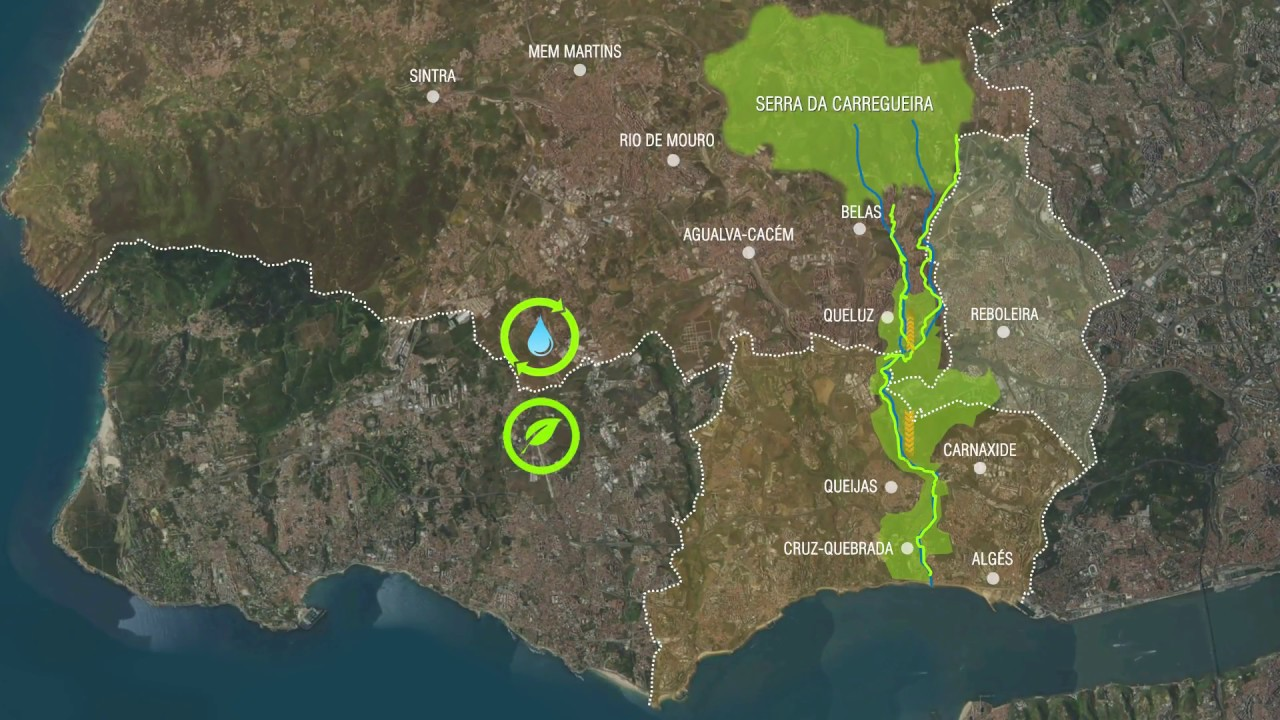 MEM MARTINS
SINTRA
SERRA DA CARREGUEIRA
RIO DE MOURO
BELAS
AGUALVA-CACÉM
QUELUZ
REBOLEIRA
CARNAXIDE
QUEIJAS
CRUZ-QUEBRADA
ALGÉS